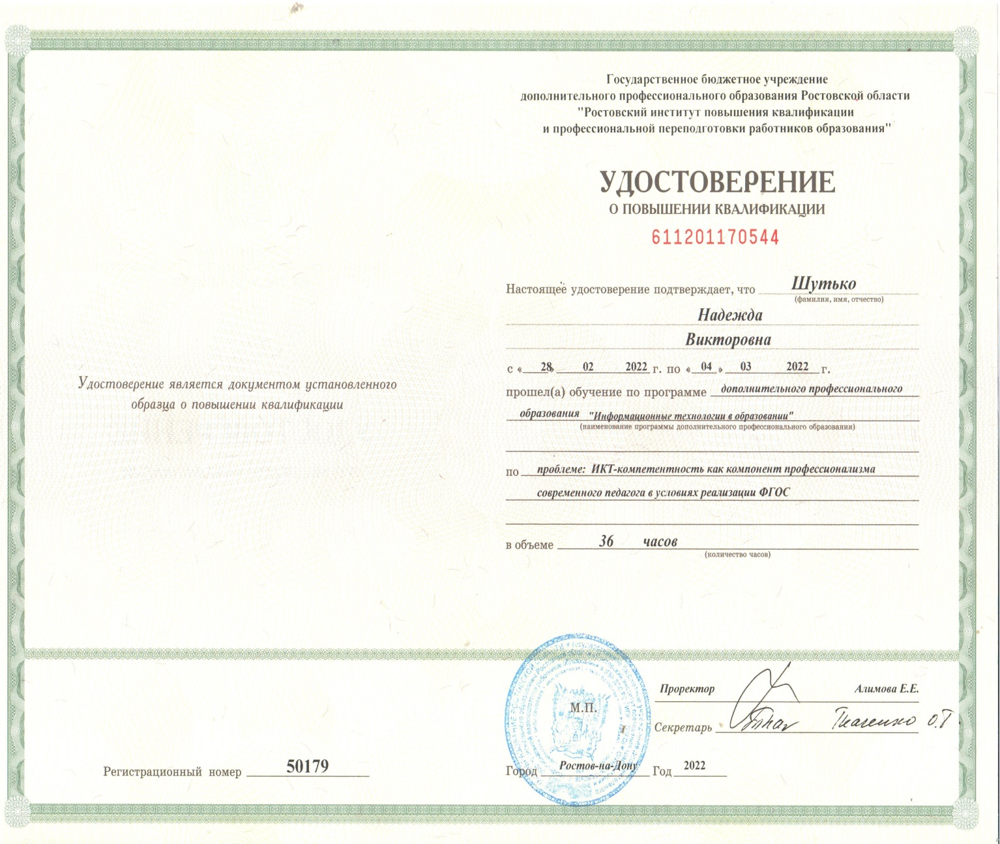 Государственное бюджетное учреждение
дополнительного профессионального образования Ростовской области
"Ростовский институт повышения квалификации
и профессиональной переподготовки работников образования"
УДОСТОВЕРЕНИЕ
О ПОВЫШЕНИИ КВАЛИФИКАЦИИ
611201170544
Настоящее удостоверение подтверждает, что Шутько
(фамилия, имя, отчество)
Надежда
Викторовна
с « 28 » 02 2022 г. по « 04 » 03 2022 г.
прошел(а) обучение по программе дополнительного профессионального
образования "Информационные технологии в образовании"
(наименование программы дополнительного профессионального образования)
по проблеме: ИКТ-компетентность как компонент профессионализма
современного педагога в условиях реализации ФГОС
в объеме 36 часов
(количество часов)
Удостоверение является документом установленного
образца о повышении квалификации
Регистрационный номер 50179
М.П.
Проректор Алимова Е.Е.
Секретарь Ткаченко О.Г
Город Ростов-на-Дону Год 2022